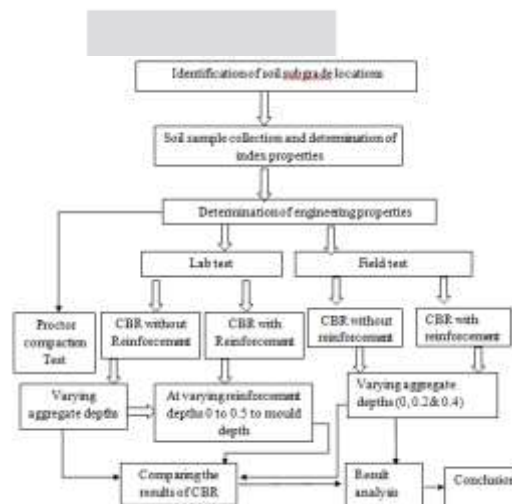 Identification of soil subgrade locations
Soil sample collection and determination of
index properties
Determination of engineering properties
Lab test
Field test
Proctor
compaction
Test
CBR without
Reinforcement
CBR with
Reinforcement
CBR without
reinforcement
CBR with
reinforcement
Varying
aggregate depths
At varying reinforcement
depths 0 to 0.5 to mould
depth
Varying aggregate
depths (0, 0.2& 0.4)
Comparing the
results of CBR
Result
analysis
Conclusion